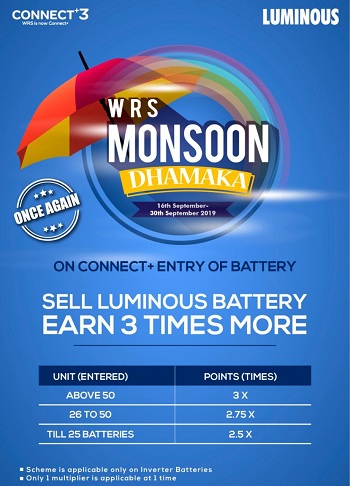 CONNECT+3
WRS is now Connect+
LUMINOUS
WRS
MONSOON
DHAMAKA
16th September-
30th September 2019
ONCE AGAIN
ON CONNECT+ ENTRY OF BATTERY
SELL LUMINOUS BATTERY
EARN 3 TIMES MORE
UNIT (ENTERED) POINTS (TIMES)
ABOVE 50 3 X
26 TO 50 2.75 X
TILL 25 BATTERIES 2.5 X
Scheme is applicable only on Inverter Batteries
Only 1 multiplier is applicable at 1 time